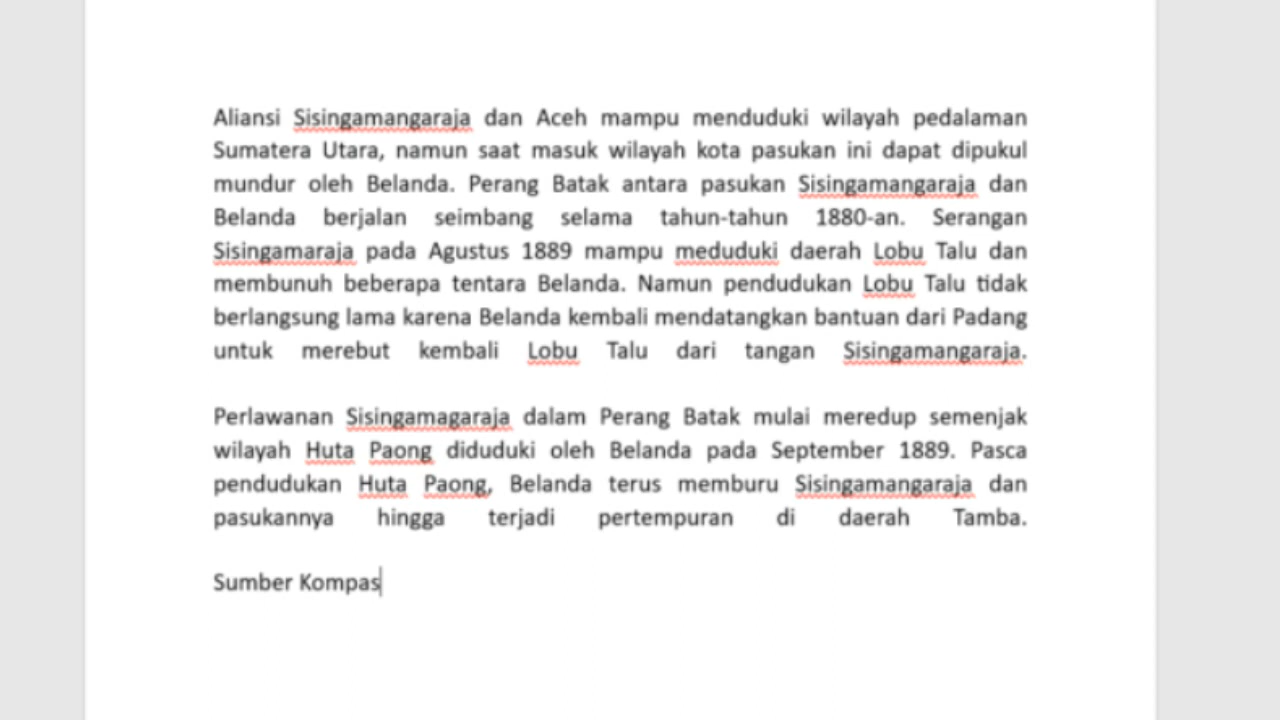 Aliansi Sisingamangaraja dan Aceh mampu menduduki wilayah pedalaman
Sumatera Utara, namun saat masuk wilayah kota pasukan ini dapat dipukul
mundur oleh Belanda. Perang Batak antara pasukan Sisingamangaraja dan
Belanda berjalan seimbang selama tahun-tahun 1880-an. Serangan
Sisingamaraja pada Agustus 1889 mampu meduduki daerah Lobu Talu dan
membunuh beberapa tentara Belanda. Namun pendudukan Lobu Talu tidak
berlangsung lama karena Belanda kembali mendatangkan bantuan dari Padang
untuk merebut kembali Lobu Talu dari tangan Sisingamangaraja.
Perlawanan Sisingamagaraja dalam Perang Batak mulai meredup semenjak
wilayah Huta Paong diduduki oleh Belanda pada September 1889. Pasca
pendudukan Huta Paong, Belanda terus memburu Sisingamangaraja dan
pasukannya hingga terjadi pertempuran di daerah Tamba.
Sumber Kompas